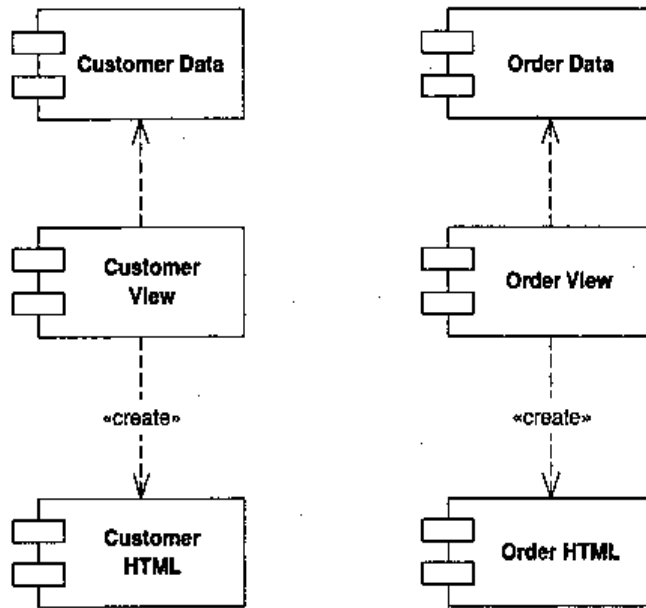 Customer Data
Order Data
Customer
View
Order View
«create»
«create»
Customer
HTML
Order HTML